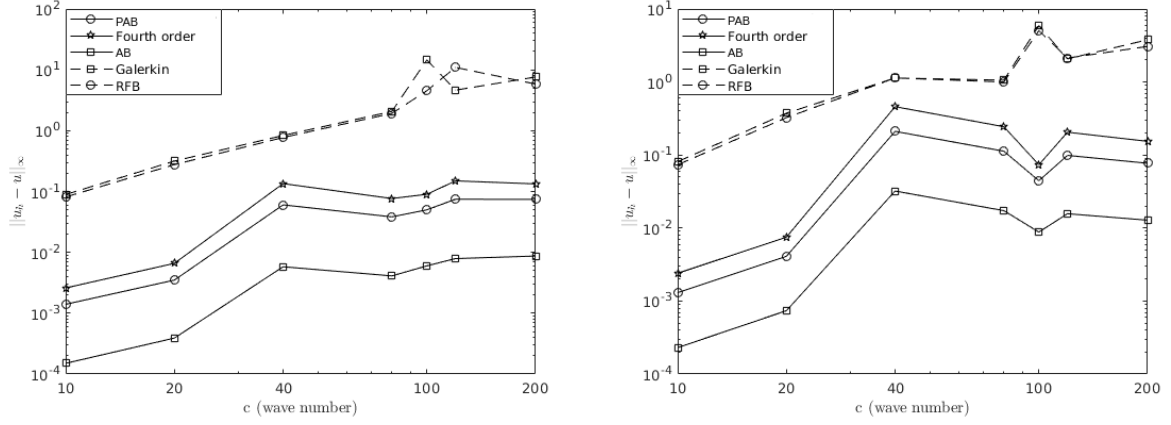 10^2
10^1
10^0
10^-1
10^-2
10^-3
10^-4
||u_h − u||_∞
PAB
Fourth order
AB
Galerkin
RFB
10 20 40 80 100 200
c (wave number)
10^1
10^0
10^-1
10^-2
10^-3
10^-4
||u_h − u||_∞
PAB
Fourth order
AB
Galerkin
RFB
10 20 40 80 100 200
c (wave number)